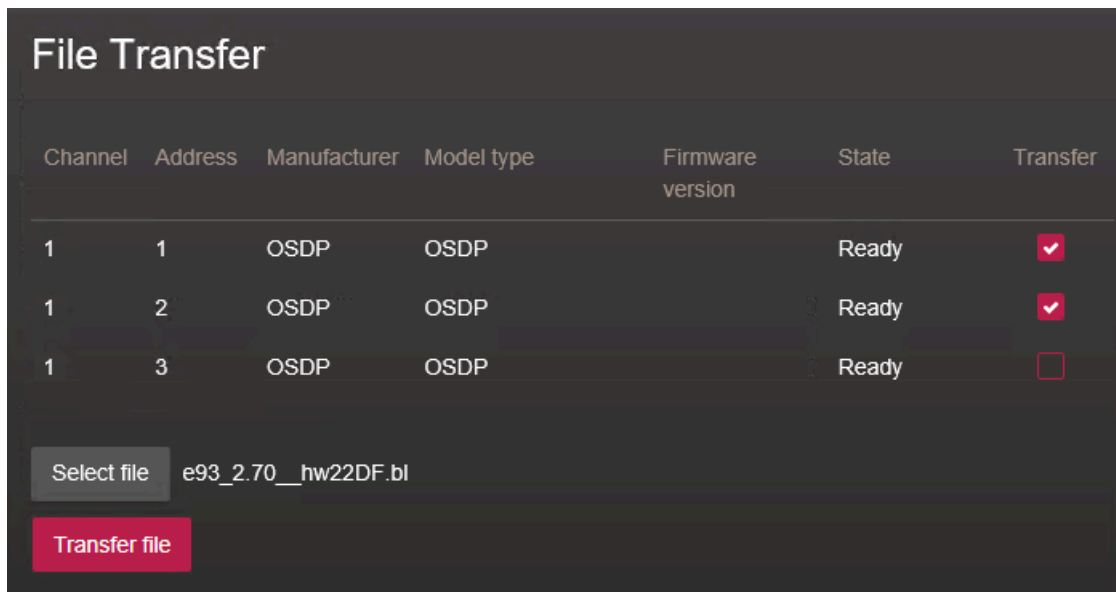 File Transfer
Channel Address Manufacturer Model type Firmware version State Transfer
1 1 OSDP OSDP Ready
1 2 OSDP OSDP Ready
1 3 OSDP OSDP Ready
Select file e93_2.70__hw22DF.bl
Transfer file